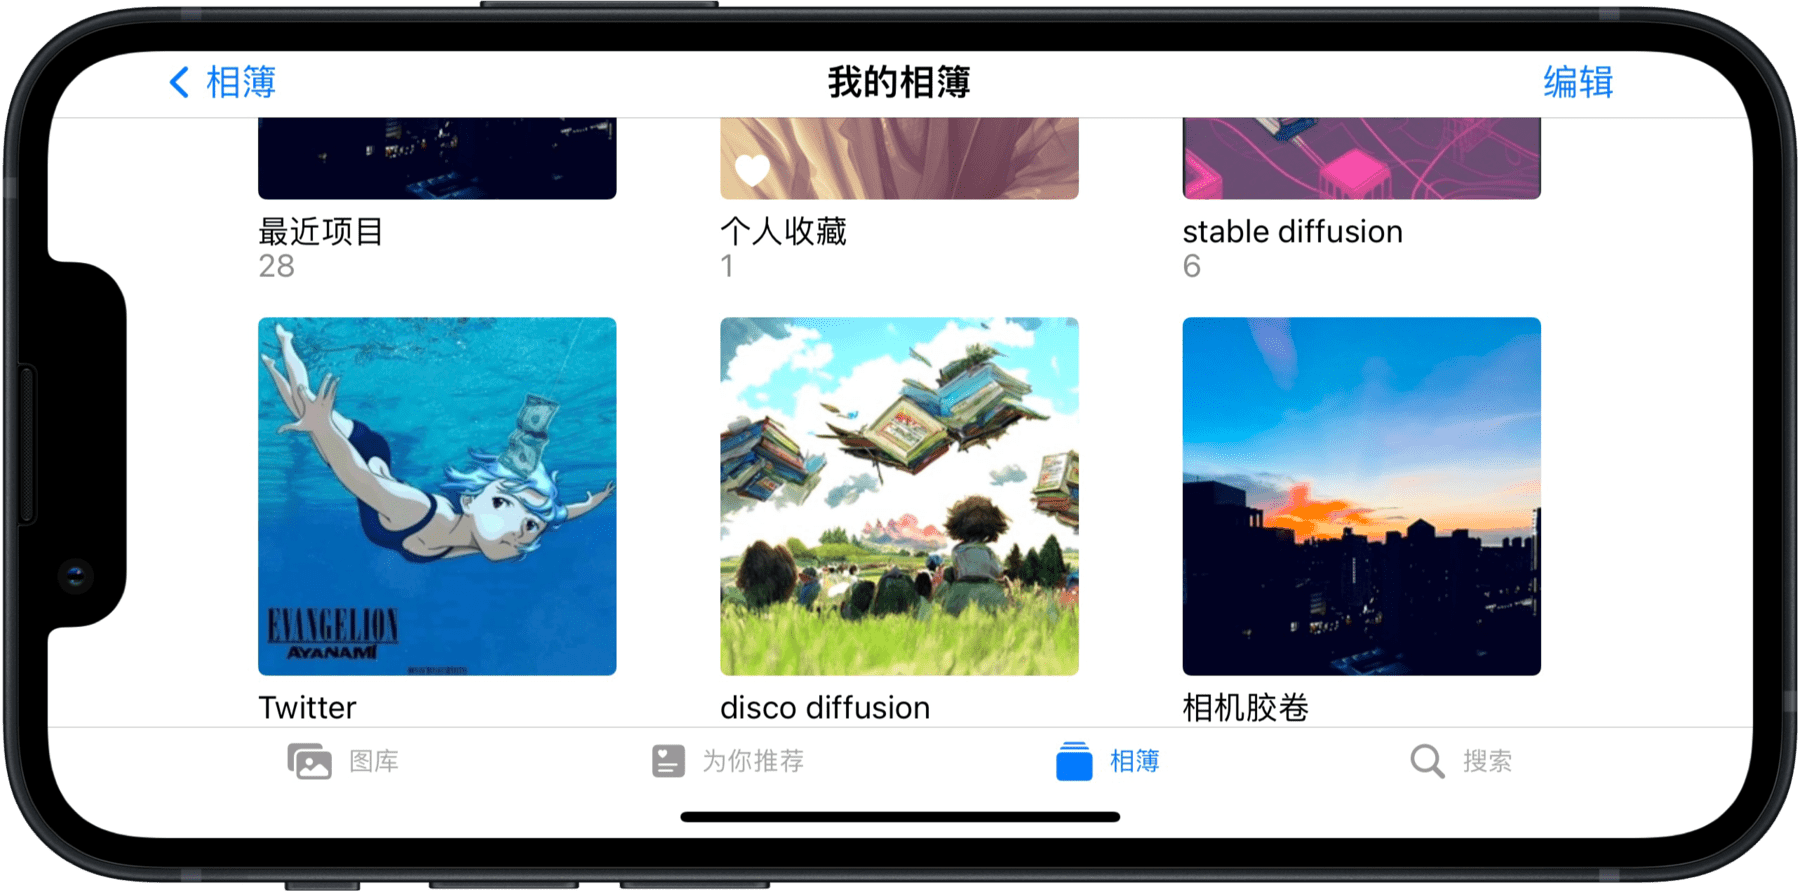 相簿
我的相簿
编辑
最近项目
28
个人收藏
1
stable diffusion
6
EVANGELION
AYANAMI
Twitter
disco diffusion
相机胶卷
图库
为你推荐
相簿
搜索